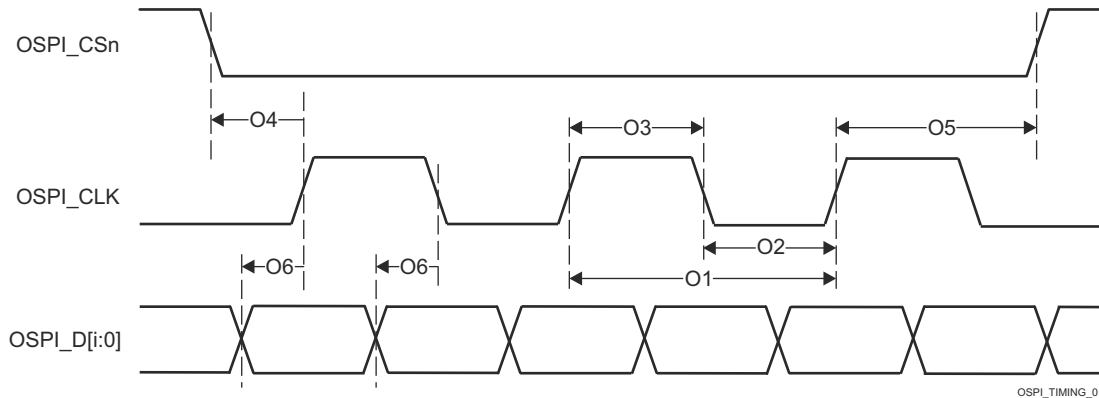 OSPI_CSn
O4
O3
O5
OSPI_CLK
O2
O6
O6
O1
OSPI_D[i:0]
OSPI_TIMING_0